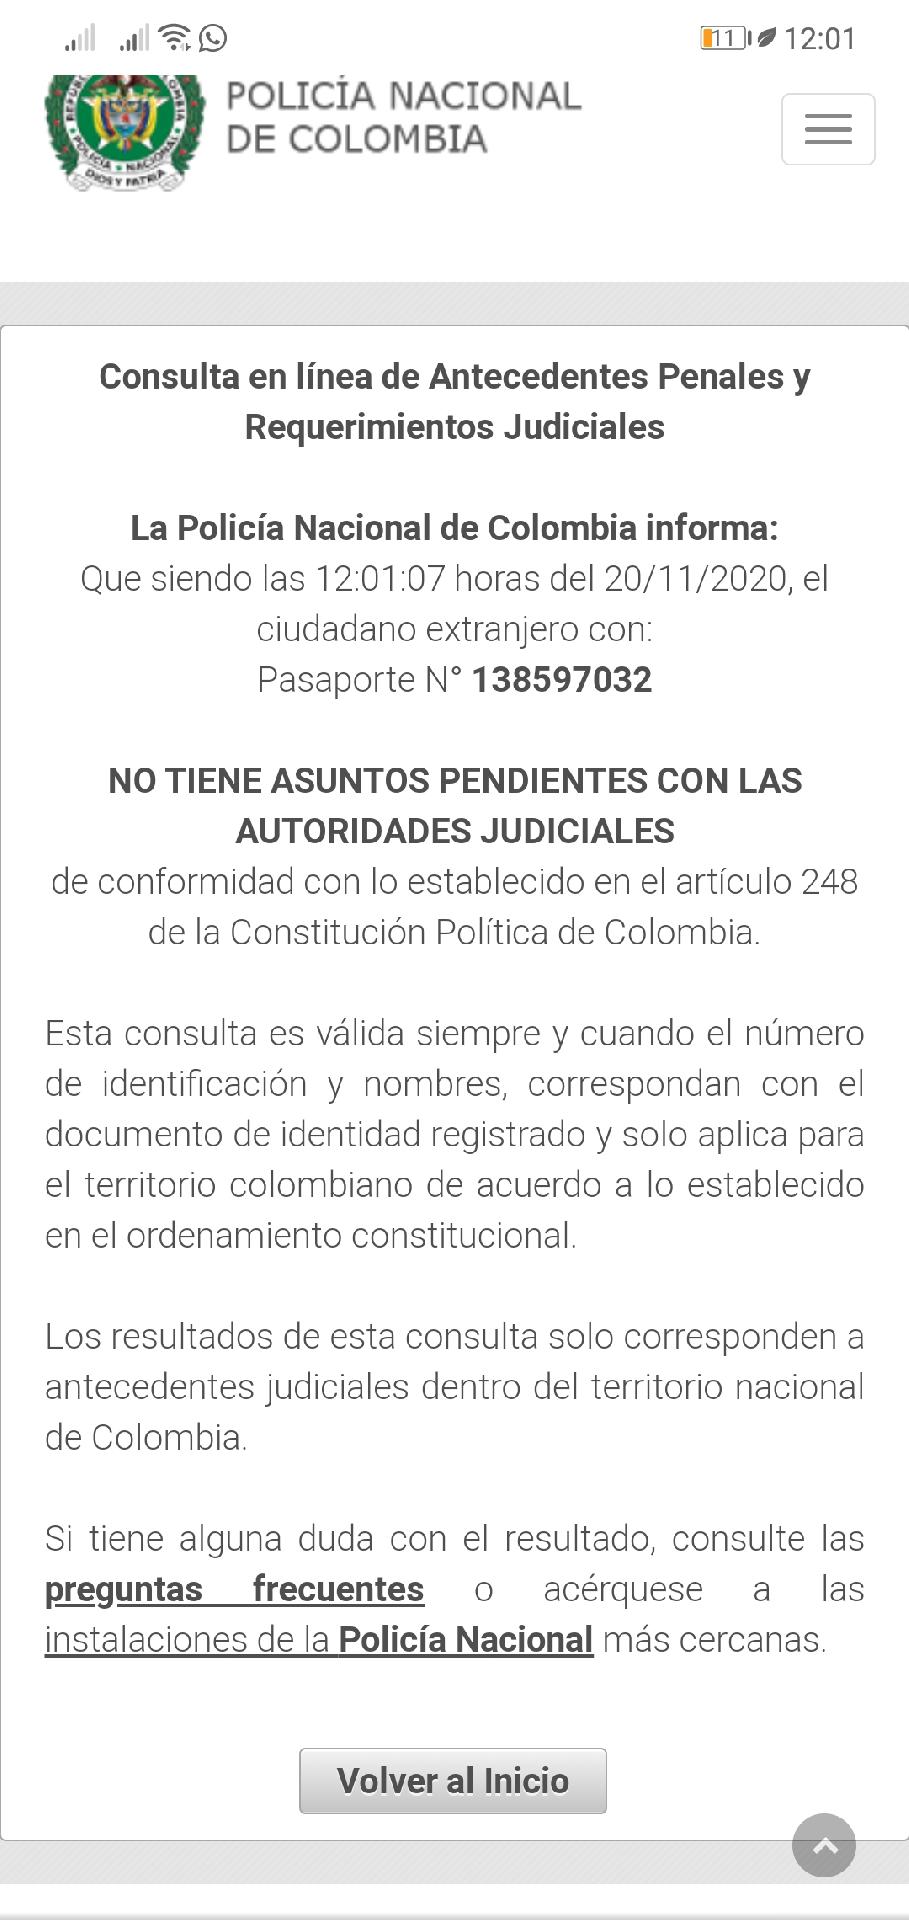 11 12:01
POLICÍA NACIONAL
DE COLOMBIA
POLICÍA NACIONAL
DIOS Y PATRIA
Consulta en línea de Antecedentes Penales y
Requerimientos Judiciales
La Policía Nacional de Colombia informa:
Que siendo las 12:01:07 horas del 20/11/2020, el
ciudadano extranjero con:
Pasaporte N° 138597032
NO TIENE ASUNTOS PENDIENTES CON LAS
AUTORIDADES JUDICIALES
de conformidad con lo establecido en el artículo 248
de la Constitución Política de Colombia.
Esta consulta es válida siempre y cuando el número
de identificación y nombres, correspondan con el
documento de identidad registrado y solo aplica para
el territorio colombiano de acuerdo a lo establecido
en el ordenamiento constitucional.
Los resultados de esta consulta solo corresponden a
antecedentes judiciales dentro del territorio nacional
de Colombia.
Si tiene alguna duda con el resultado, consulte las
preguntas frecuentes o acérquese a las
instalaciones de la Policía Nacional más cercanas.
Volver al Inicio